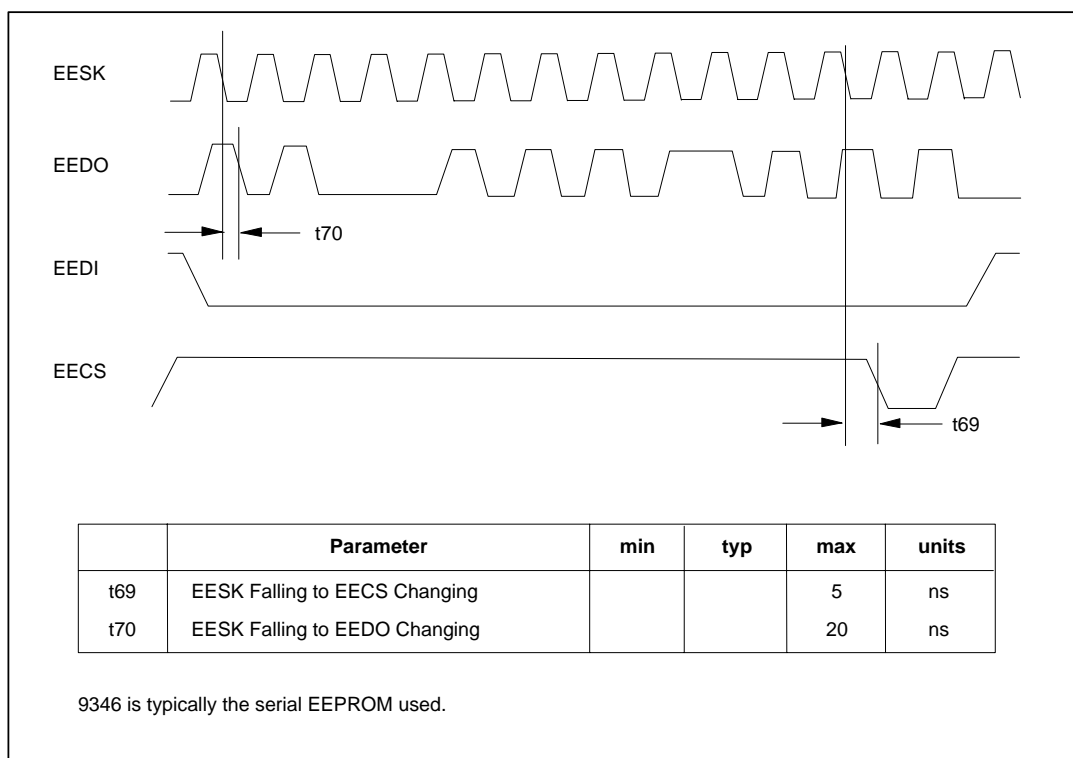 EESK
EEDO
t70
EEDI
EECS
t69
Parameter min typ max units
t69 EESK Falling to EECS Changing 5 ns
t70 EESK Falling to EEDO Changing 20 ns
9346 is typically the serial EEPROM used.